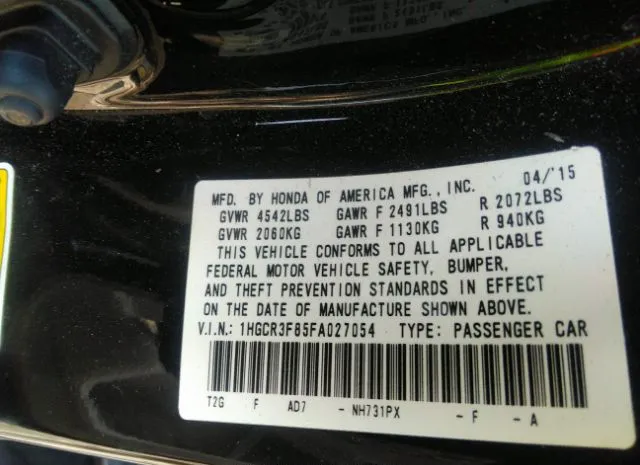 MFD. BY HONDA OF AMERICA MFG., INC. 04/'15
GVWR 4542LBS GAWR F 2491LBS R 2072LBS
GVWR 2060KG GAWR F 1130KG R 940KG
THIS VEHICLE CONFORMS TO ALL APPLICABLE
FEDERAL MOTOR VEHICLE SAFETY, BUMPER,
AND THEFT PREVENTION STANDARDS IN EFFECT
ON THE DATE OF MANUFACTURE SHOWN ABOVE.
V.I.N.: 1HGCR3F85FA027054 TYPE: PASSENGER CAR
T2G F AD7 - NH731PX - F - A